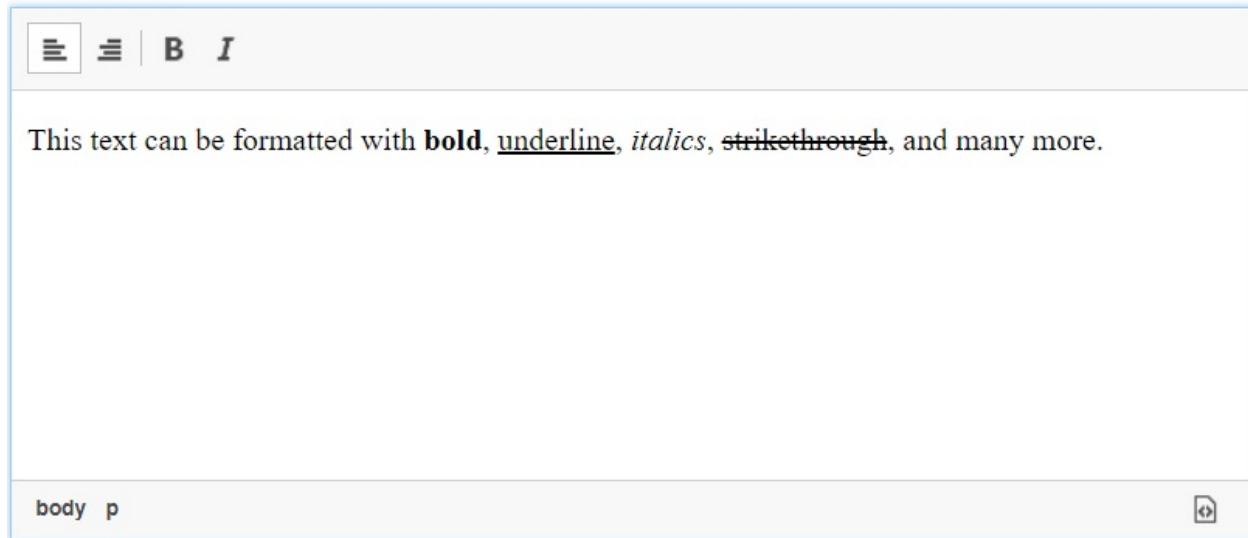 B I
This text can be formatted with bold, underline, italics, strikethrough, and many more.
body p